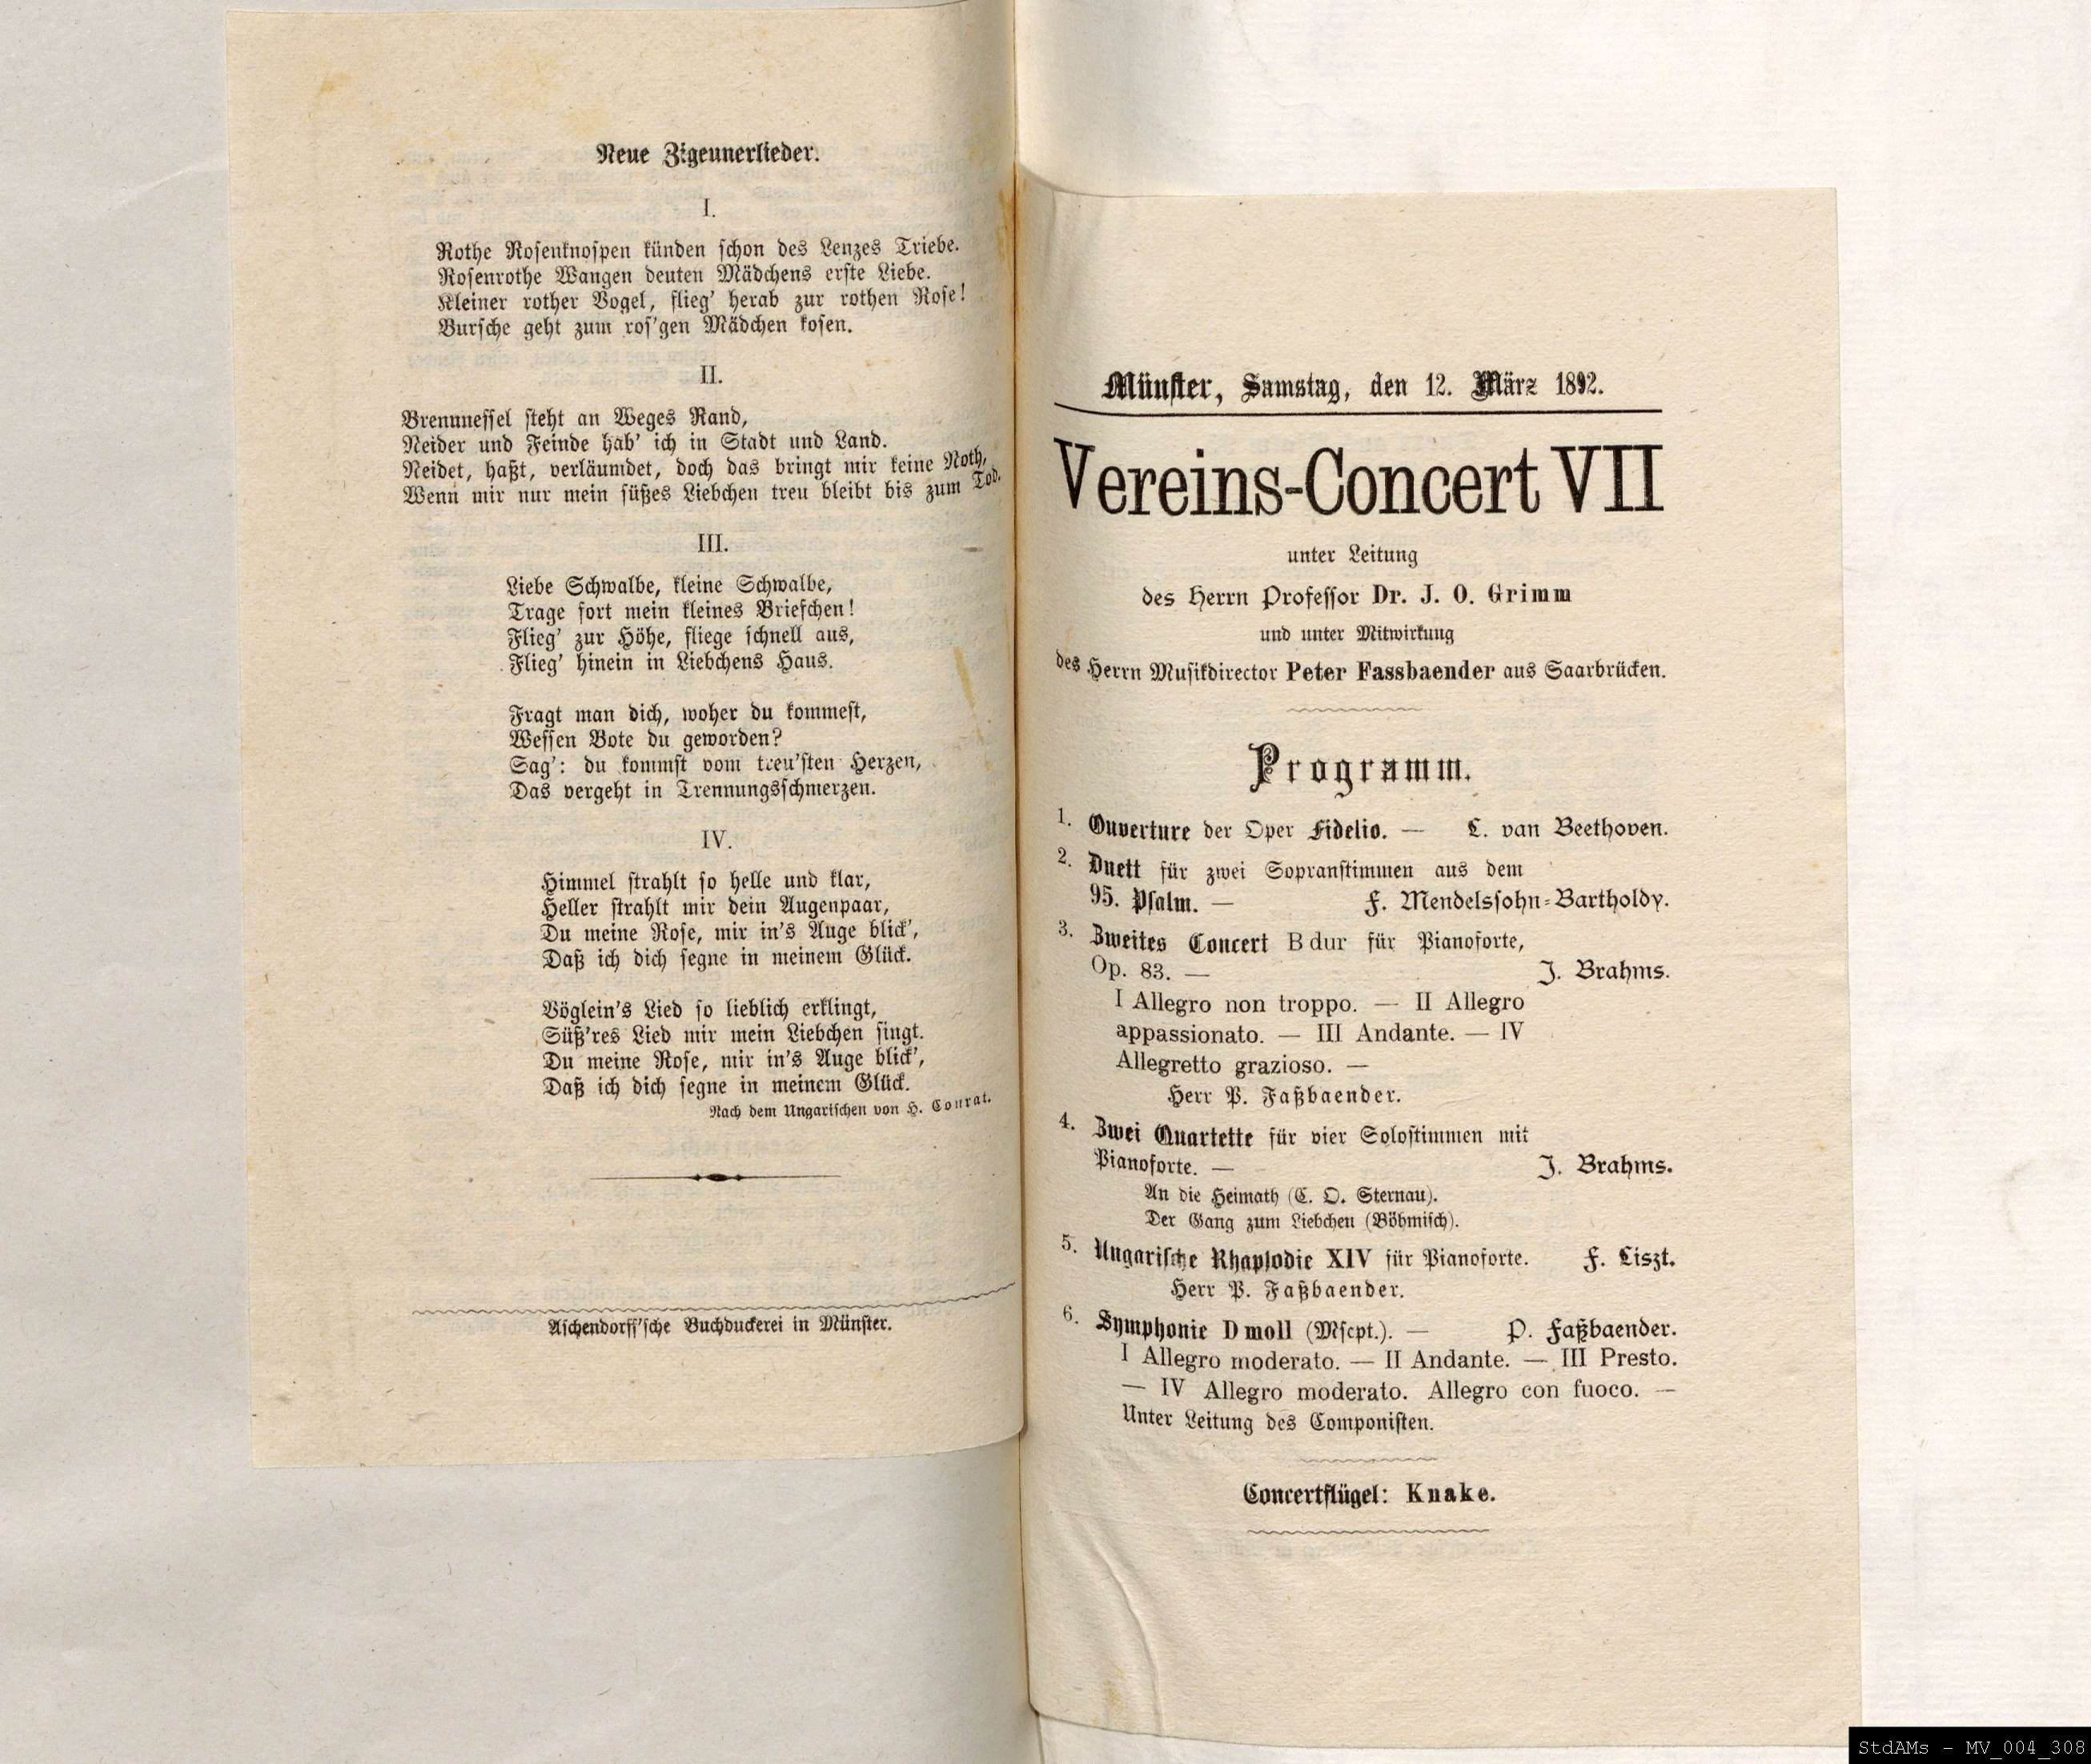 Neue Zigeunerlieder.
I.
Rothe Rosenknospen künden schon des Lenzes Triebe.
Rosenrothe Wangen deuten Mädchens erste Liebe.
Kleiner rother Vogel, flieg' herab zur rothen Rose!
Bursche geht zum ros'gen Mädchen kosen.
II.
Brennnessel steht an Weges Rand,
Neider und Feinde hab' ich in Stadt und Land.
Neidet, haßt, verläumdet, doch das bringt mir keine Noth,
Wenn mir nur mein süßes Liebchen treu bleibt bis zum Tod.
III.
Liebe Schwalbe, kleine Schwalbe,
Trage fort mein kleines Briefchen!
Flieg' zur Höhe, fliege schnell aus,
Flieg' hinein in Liebchens Haus.
Fragt man dich, woher du kommest,
Wessen Bote du geworden?
Sag': du kommst vom treu'sten Herzen,
Das vergeht in Trennungsschmerzen.
IV.
Himmel strahlt so helle und klar,
Heller strahlt mir dein Augenpaar,
Du meine Rose, mir in's Auge blick',
Daß ich dich segne in meinem Glück.
Vöglein's Lied so lieblich erklingt,
Süß'res Lied mir mein Liebchen singt.
Du meine Rose, mir in's Auge blick',
Daß ich dich segne in meinem Glück.
Nach dem Ungarischen von H. Conrat.
Aschendorff'sche Buchduckerei in Münster.
Münster, Samstag, den 12. März 1892.
Vereins-Concert VII
unter Leitung
des Herrn Professor Dr. J. O. Grimm
und unter Mitwirkung
des Herrn Musikdirector Peter Fassbaender aus Saarbrücken.
Programm.
1. Ouverture der Oper Fidelio. — L. van Beethoven.
2. Duett für zwei Sopranstimmen aus dem
95. Psalm. — F. Mendelssohn-Bartholdy.
3. Zweites Concert B dur für Pianoforte,
Op. 83. — J. Brahms.
I Allegro non troppo. — II Allegro
appassionato. — III Andante. — IV
Allegretto grazioso. —
Herr P. Faßbaender.
4. Zwei Quartette für vier Solostimmen mit
Pianoforte. — J. Brahms.
An die Heimath (C. O. Sternau).
Der Gang zum Liebchen (Böhmisch).
5. Ungarische Rhapsodie XIV für Pianoforte. F. Liszt.
Herr P. Faßbaender.
6. Symphonie D moll (Mscpt.). — P. Faßbaender.
I Allegro moderato. — II Andante. — III Presto.
— IV Allegro moderato. Allegro con fuoco. —
Unter Leitung des Componisten.
Concertflügel: Knake.
StdAMs - MV_004_308